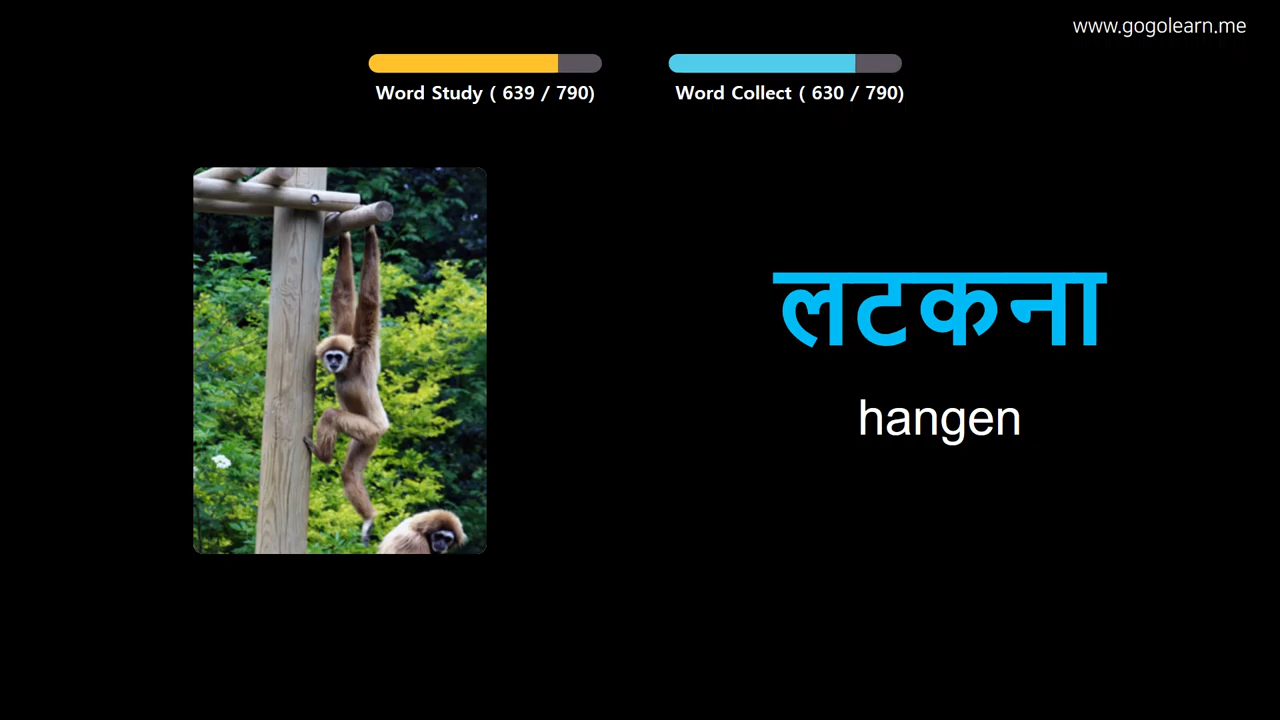 www.gogolearn.me
Word Study ( 639 / 790)
Word Collect ( 630 / 790)
लटकना
hangen